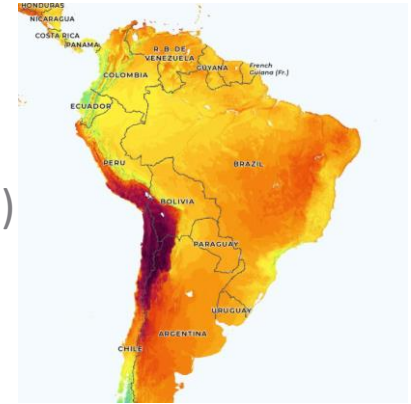 HONDURAS
NICARAGUA
COSTA RICA
PANAMA
R. B. DE
VENEZUELA
GUYANA
French
Guiana (Fr.)
COLOMBIA
ECUADOR
PERU
BRAZIL
)
BOLIVIA
PARAGUAY
URUGUAY
ARGENTINA
CHILE